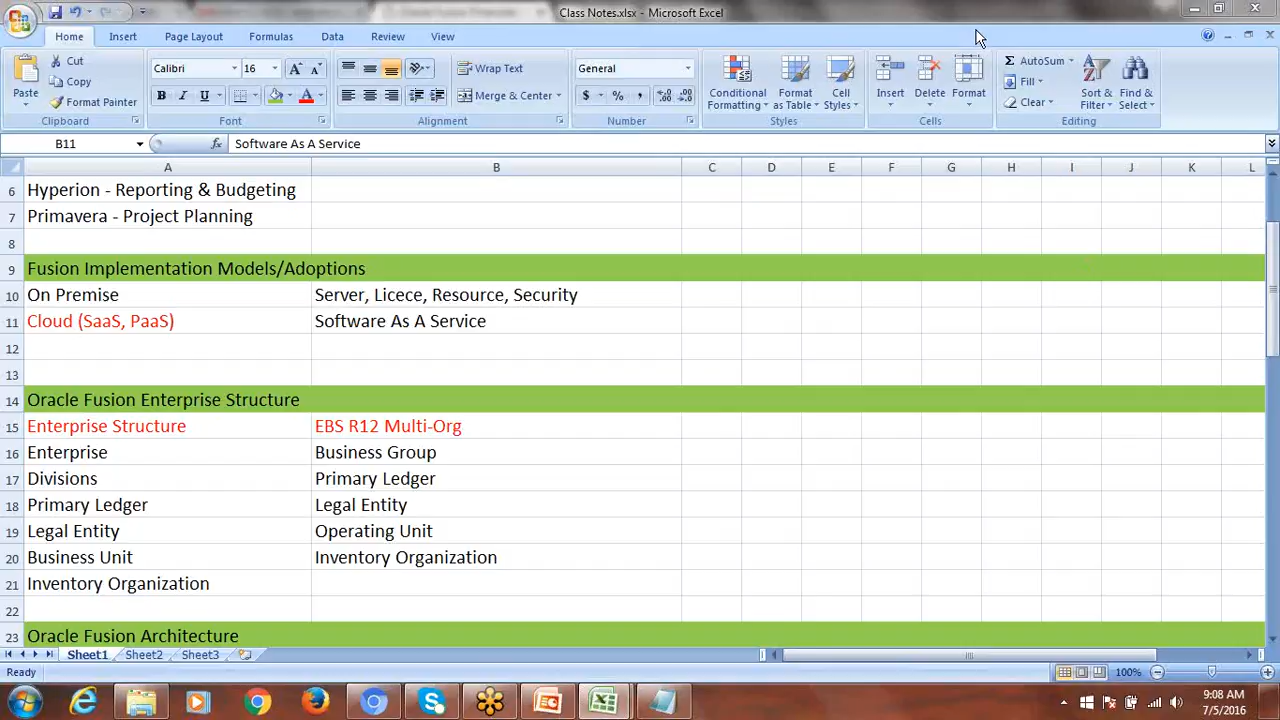 Class Notes.xlsx - Microsoft Excel
Home Insert Page Layout Formulas Data Review View
Paste
Cut
Copy
Format Painter
Clipboard
Calibri 16
B I U
Font
Wrap Text
Merge & Center
Alignment
General
$ % ,
Number
Conditional Formatting
Format as Table
Cell Styles
Styles
Insert Delete Format
Cells
AutoSum
Fill
Clear
Sort & Filter
Find & Select
Editing
B11 fx Software As A Service
A B C D E F G H I J K L
6 Hyperion - Reporting & Budgeting
7 Primavera - Project Planning
8
9 Fusion Implementation Models/Adoptions
10 On Premise Server, Licece, Resource, Security
11 Cloud (SaaS, PaaS) Software As A Service
12
13
14 Oracle Fusion Enterprise Structure
15 Enterprise Structure EBS R12 Multi-Org
16 Enterprise Business Group
17 Divisions Primary Ledger
18 Primary Ledger Legal Entity
19 Legal Entity Operating Unit
20 Business Unit Inventory Organization
21 Inventory Organization
22
23 Oracle Fusion Architecture
Sheet1 Sheet2 Sheet3
Ready 100%
9:08 AM
7/5/2016